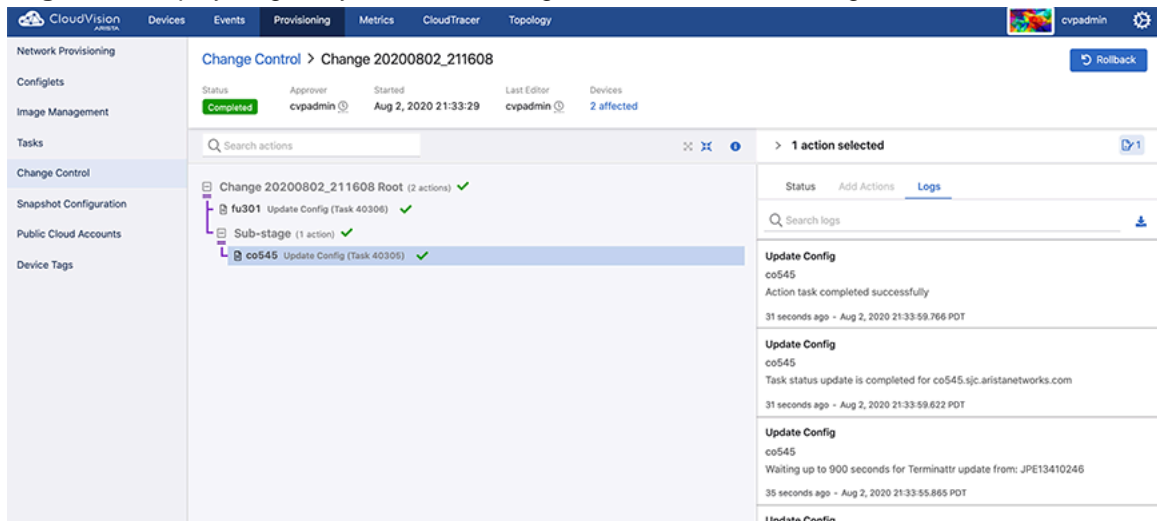 CloudVision
ARISTA
Devices
Events
Provisioning
Metrics
CloudTracer
Topology
cvpadmin
Network Provisioning
Configlets
Image Management
Tasks
Change Control
Snapshot Configuration
Public Cloud Accounts
Device Tags
Change Control > Change 20200802_211608
Rollback
Status Approver Started Last Editor Devices
Completed cvpadmin Aug 2, 2020 21:33:29 cvpadmin 2 affected
Search actions
Change 20200802_211608 Root (2 actions)
fu301 Update Config (Task 40306)
Sub-stage (1 action)
co545 Update Config (Task 40305)
> 1 action selected
1
Status Add Actions Logs
Search logs
Update Config
co545
Action task completed successfully
31 seconds ago - Aug 2, 2020 21:33:59.766 PDT
Update Config
co545
Task status update is completed for co545.sjc.aristanetworks.com
31 seconds ago - Aug 2, 2020 21:33:59.622 PDT
Update Config
co545
Waiting up to 900 seconds for Terminattr update from: JPE13410246
35 seconds ago - Aug 2, 2020 21:33:55.865 PDT
Update Config